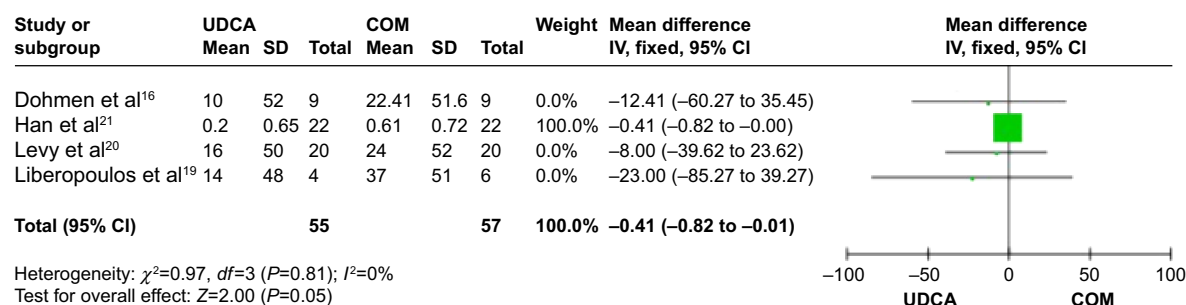 Study or UDCA COM Weight Mean difference Mean difference
subgroup Mean SD Total Mean SD Total IV, fixed, 95% CI IV, fixed, 95% CI
Dohmen et al16 10 52 9 22.41 51.6 9 0.0% –12.41 (–60.27 to 35.45)
Han et al21 0.2 0.65 22 0.61 0.72 22 100.0% –0.41 (–0.82 to –0.00)
Levy et al20 16 50 20 24 52 20 0.0% –8.00 (–39.62 to 23.62)
Liberopoulos et al19 14 48 4 37 51 6 0.0% –23.00 (–85.27 to 39.27)
Total (95% CI) 55 57 100.0% –0.41 (–0.82 to –0.01)
–100 –50 0 50 100
Heterogeneity: χ2=0.97, df=3 (P=0.81); I2=0%
Test for overall effect: Z=2.00 (P=0.05)
UDCA COM